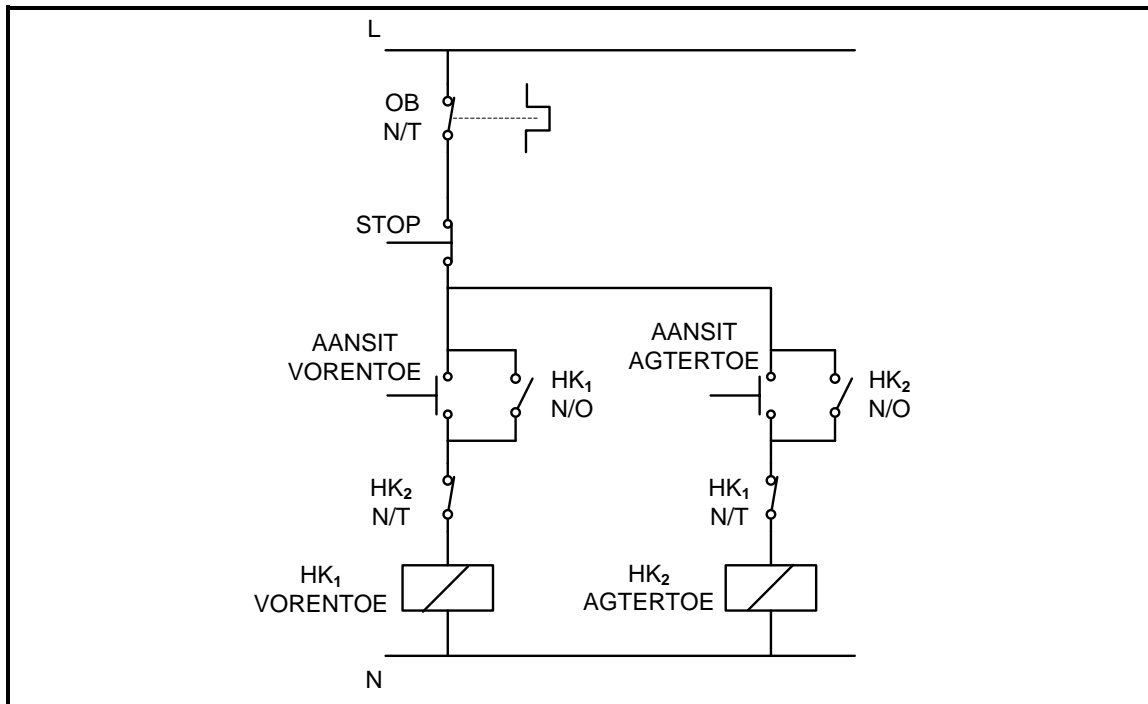 L
OB
N/T
STOP
AANSIT
VORENTOE
HK₁
N/O
AANSIT
AGTERTOE
HK₂
N/O
HK₂
N/T
HK₁
N/T
HK₁
VORENTOE
HK₂
AGTERTOE
N